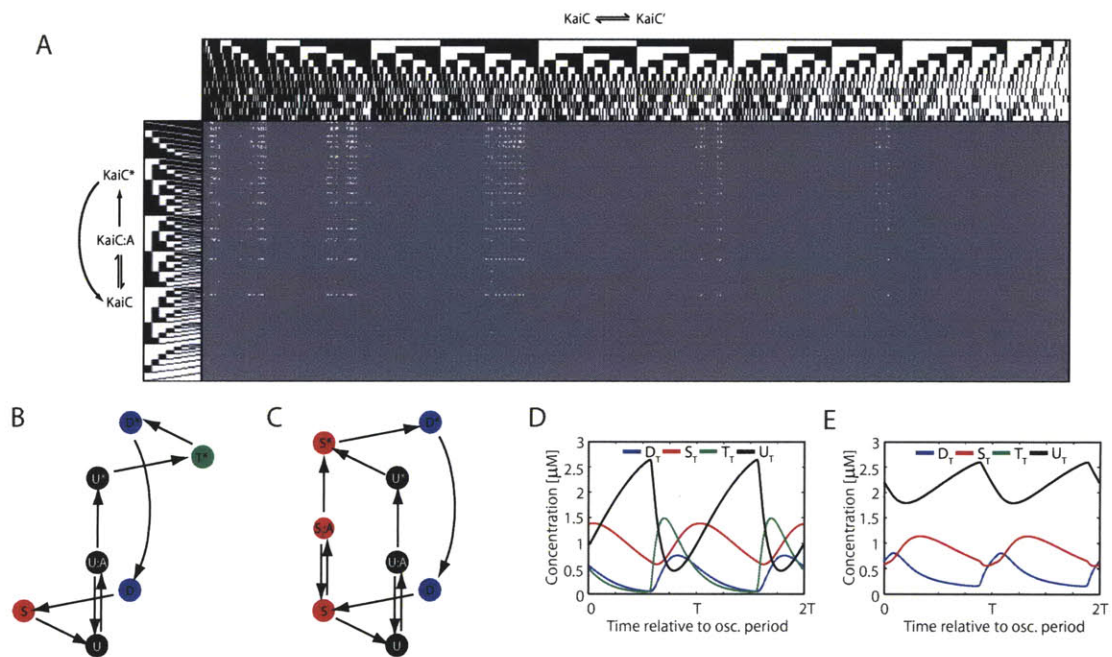 KaiC KaiC'
A
KaiC*
KaiC:A
KaiC
B
D*
T*
U*
U:A
D
S
U
C
S*
D*
U*
S:A
U:A
S
D
U
D
D_T S_T T_T U_T
Concentration [μM]
3
2.5
2
1.5
1
0.5
0
0 T 2T
Time relative to osc. period
E
D_T S_T T_T U_T
Concentration [μM]
3
2.5
2
1.5
1
0.5
0
0 T 2T
Time relative to osc. period